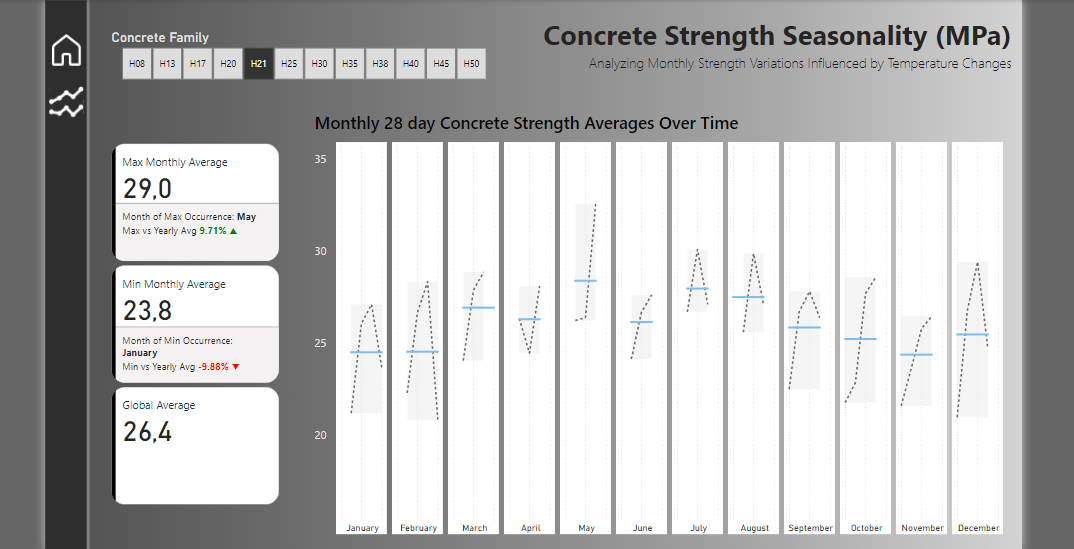 Concrete Family
H08 H13 H17 H20 H21 H25 H30 H35 H38 H40 H45 H50
Concrete Strength Seasonality (MPa)
Analyzing Monthly Strength Variations Influenced by Temperature Changes
Monthly 28 day Concrete Strength Averages Over Time
Max Monthly Average
29,0
Month of Max Occurrence: May
Max vs Yearly Avg 9.71% ▲
Min Monthly Average
23,8
Month of Min Occurrence:
January
Min vs Yearly Avg -9.88% ▼
Global Average
26,4
35
30
25
20
January February March April May June July August September October November December